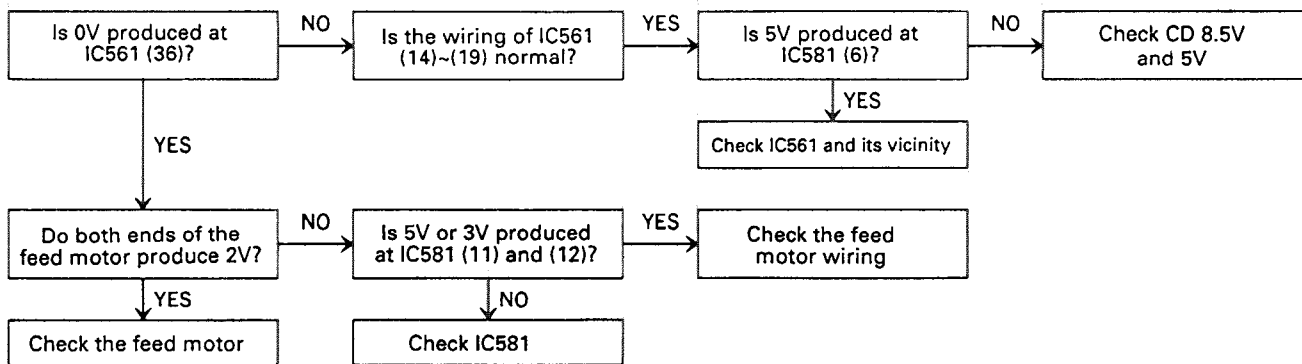 Is 0V produced at
IC561 (36)?
NO
Is the wiring of IC561
(14)~(19) normal?
YES
Is 5V produced at
IC581 (6)?
NO
Check CD 8.5V
and 5V
YES
Check IC561 and its vicinity
YES
Do both ends of the
feed motor produce 2V?
NO
Is 5V or 3V produced
at IC581 (11) and (12)?
YES
Check the feed
motor wiring
YES
Check the feed motor
NO
Check IC581